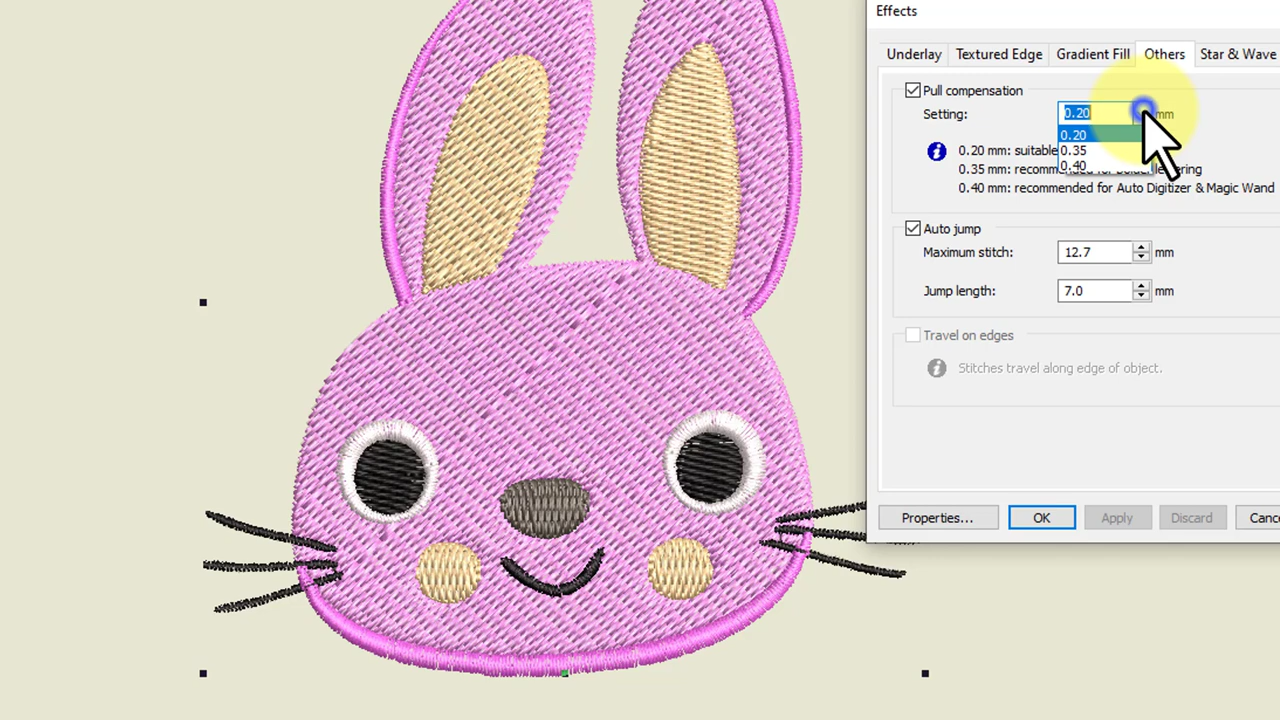 Effects
Underlay Textured Edge Gradient Fill Others Star & Wave
Pull compensation
Setting: 0.20 mm
0.20
0.35
0.40
0.20 mm: suitable
0.35 mm:
0.40 mm: recommended for Auto Digitizer & Magic Wand
Auto jump
Maximum stitch: 12.7 mm
Jump length: 7.0 mm
Travel on edges
Stitches travel along edge of object.
Properties... OK Apply Discard Canc